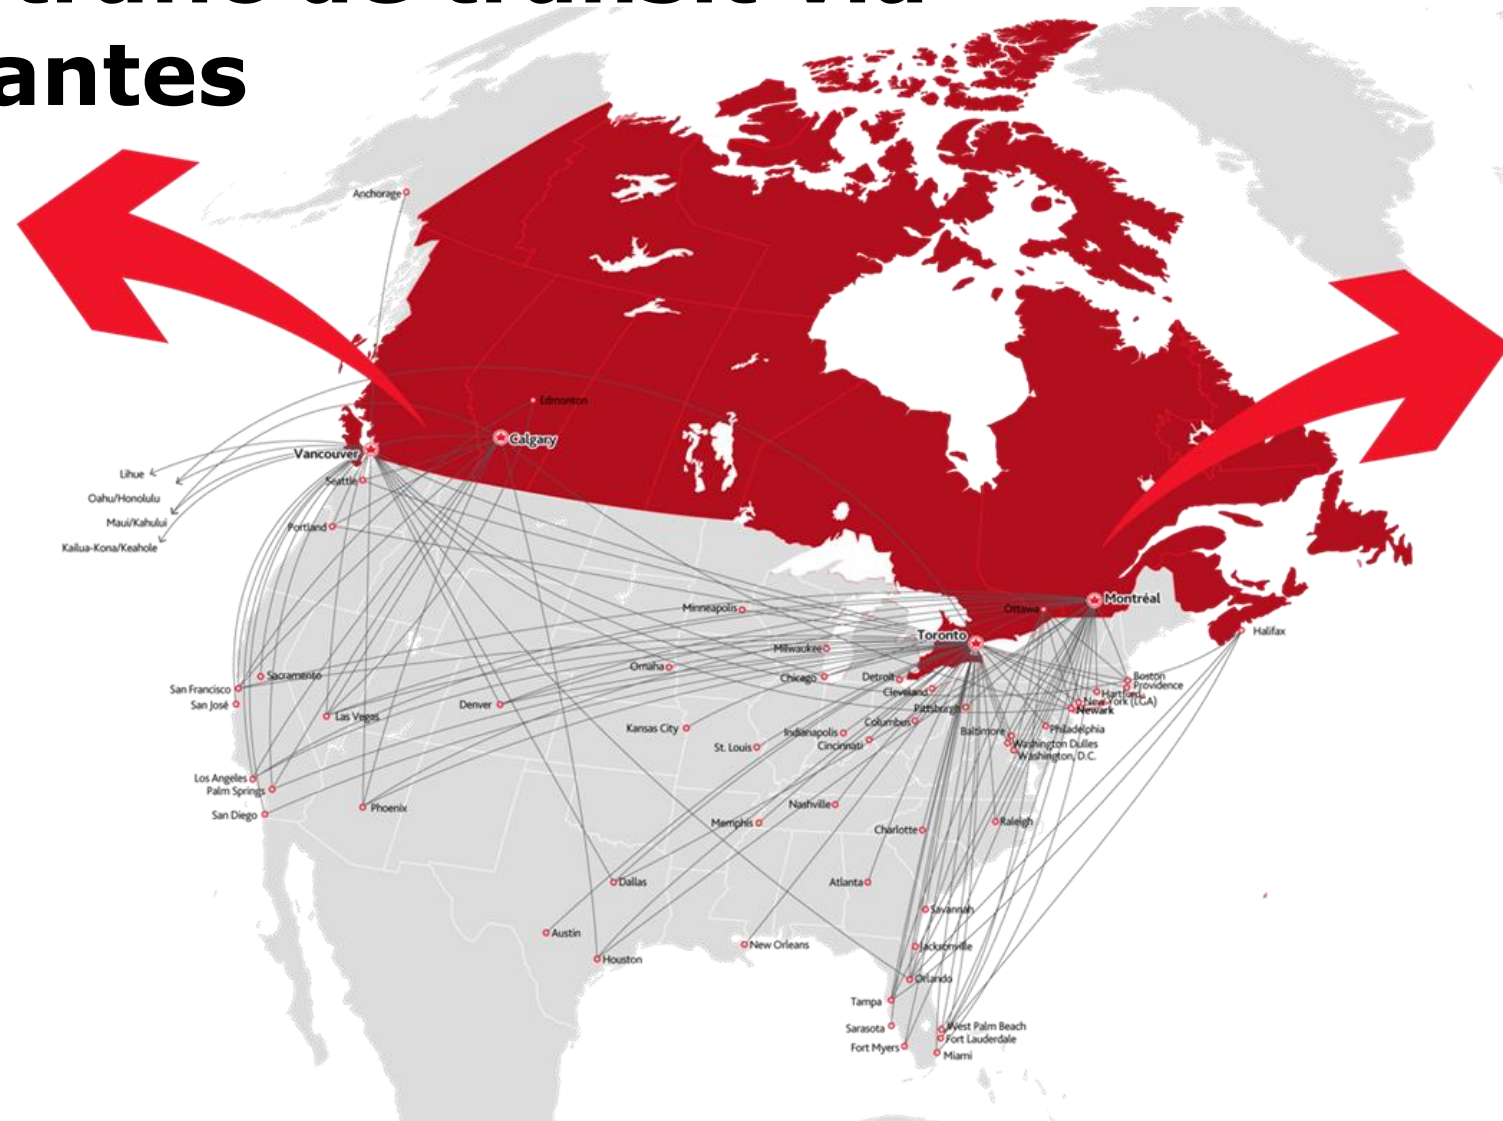 antes
Anchorage
Edmonton
Calgary
Vancouver
Lihue
Seattle
Oahu/Honolulu
Maui/Kahului
Portland
Kailua-Kona/Keahole
Montréal
Minneapolis
Ottawa
Halifax
Toronto
Milwaukee
Omaha
Sacramento
Chicago
Detroit
Boston
Providence
San Francisco
Cleveland
Hartford
San José
Denver
New York (LGA)
Pittsburgh
Newark
Las Vegas
Columbus
Kansas City
Indianapolis
Baltimore
Philadelphia
St. Louis
Cincinnati
Washington Dulles
Washington, D.C.
Los Angeles
Palm Springs
Phoenix
Nashville
San Diego
Memphis
Charlotte
Raleigh
Dallas
Atlanta
Savannah
Austin
New Orleans
Jacksonville
Houston
Orlando
Tampa
Sarasota
West Palm Beach
Fort Lauderdale
Fort Myers
Miami